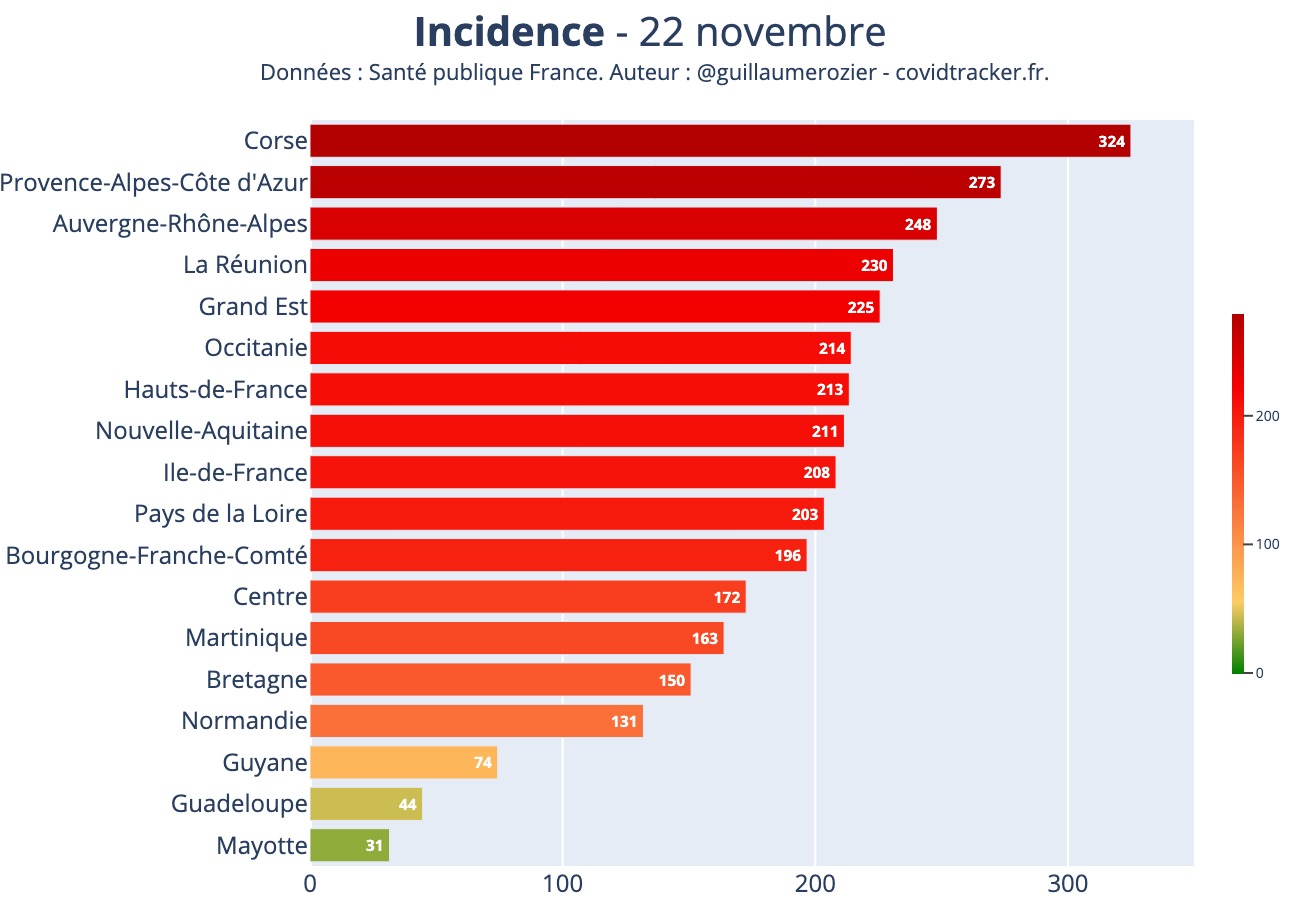 Incidence - 22 novembre
Données : Santé publique France. Auteur : @guillaumerozier - covidtracker.fr.
Corse 324
Provence-Alpes-Côte d'Azur 273
Auvergne-Rhône-Alpes 248
La Réunion 230
Grand Est 225
Occitanie 214
Hauts-de-France 213
Nouvelle-Aquitaine 211
Ile-de-France 208
Pays de la Loire 203
Bourgogne-Franche-Comté 196
Centre 172
Martinique 163
Bretagne 150
Normandie 131
Guyane 74
Guadeloupe 44
Mayotte 31
0 100 200 300
200
100
0